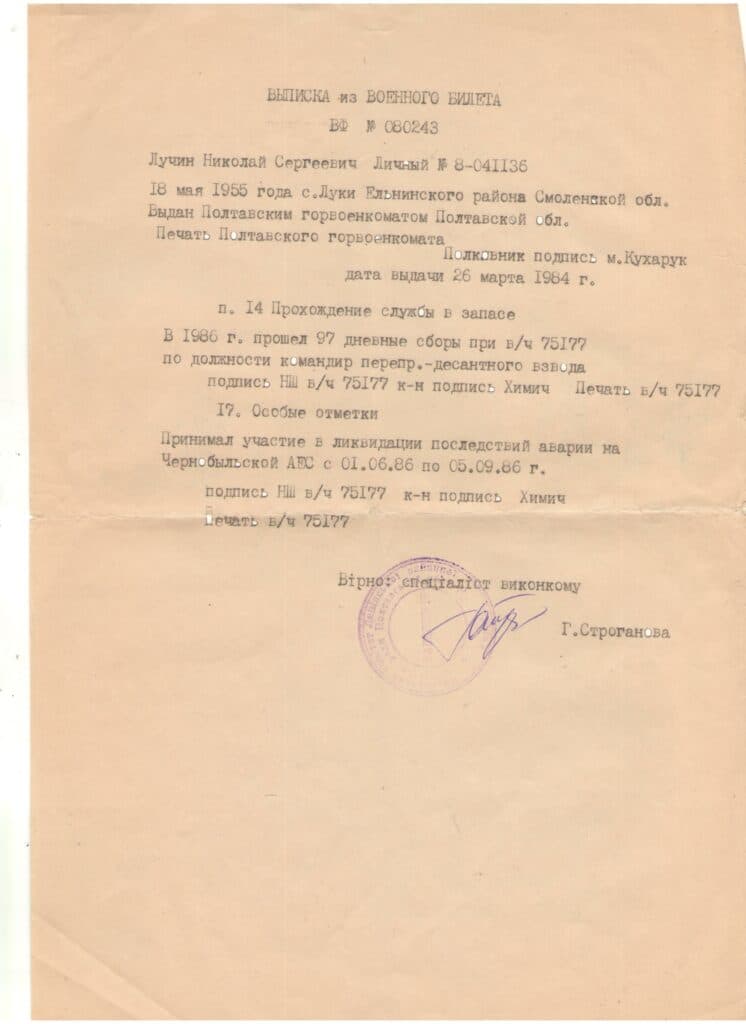 ВЫПИСКА из ВОЕННОГО БИЛЕТА
ВФ № 080243
Лучин Николай Сергеевич Личный № 8-041136
18 мая 1955 года с.Луки Ельнинского района Смоленской обл.
Выдан Полтавским горвоенкоматом Полтавской обл.
Печать Полтавского горвоенкомата
Полковник подпись м.Кухарук
дата выдачи 26 марта 1984 г.
п. 14 Прохождение службы в запасе
В 1986 г. прошел 97 дневные сборы при в/ч 75177
по должности командир перепр.-десантного взвода
подпись НШ в/ч 75177 к-н подпись Химич Печать в/ч 75177
17. Особые отметки
Принимал участие в ликвидации последствий аварии на
Чернобыльской АЕС с 01.06.86 по 05.09.86 г.
подпись НШ в/ч 75177 к-н подпись Химич
Печать в/ч 75177
Вірно: спеціаліст виконкому
Г.Строганова